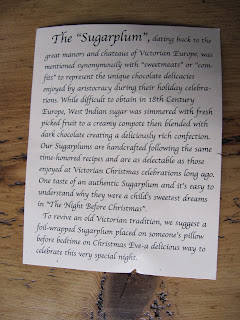 The "Sugarplum", dating back to the
great manors and chateaus of Victorian Europe, was
mentioned synonymously with "sweetmeats" or "com-
fits" to represent the unique chocolate delicacies
enjoyed by aristocracy during their holiday celebra-
tions. While difficult to obtain in 18th Century
Europe, West Indian sugar was simmered with fresh
picked fruit to a creamy compote then blended with
dark chocolate creating a deliciously rich confection.
Our Sugarplums are handcrafted following the same
time-honored recipes and are as delectable as those
enjoyed at Victorian Christmas celebrations long ago.
One taste of an authentic Sugarplum and it's easy to
understand why they were a child's sweetest dreams
in "The Night Before Christmas".
To revive an old Victorian tradition, we suggest a
foil-wrapped Sugarplum placed on someone's pillow
before bedtime on Christmas Eve-a delicious way to
celebrate this very special night.